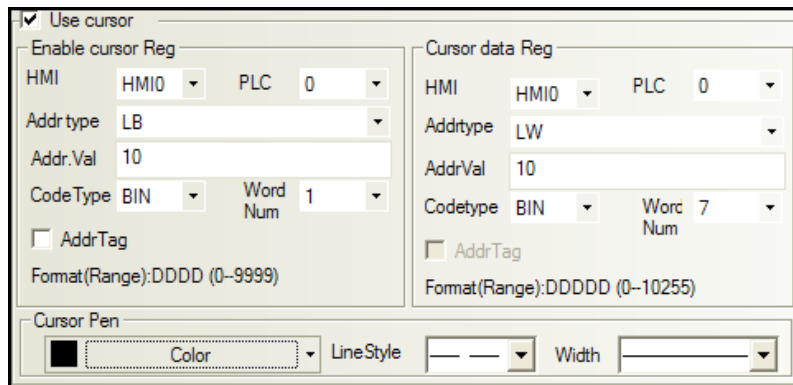 Use cursor
Enable cursor Reg
HMI HMI0 PLC 0
Addr type LB
Addr.Val 10
CodeType BIN Word Num 1
AddrTag
Format(Range):DDDD (0--9999)
Cursor data Reg
HMI HMI0 PLC 0
Addrtype LW
AddrVal 10
Codetype BIN Word Num 7
AddrTag
Format(Range):DDDDD (0--10255)
Cursor Pen
Color LineStyle Width